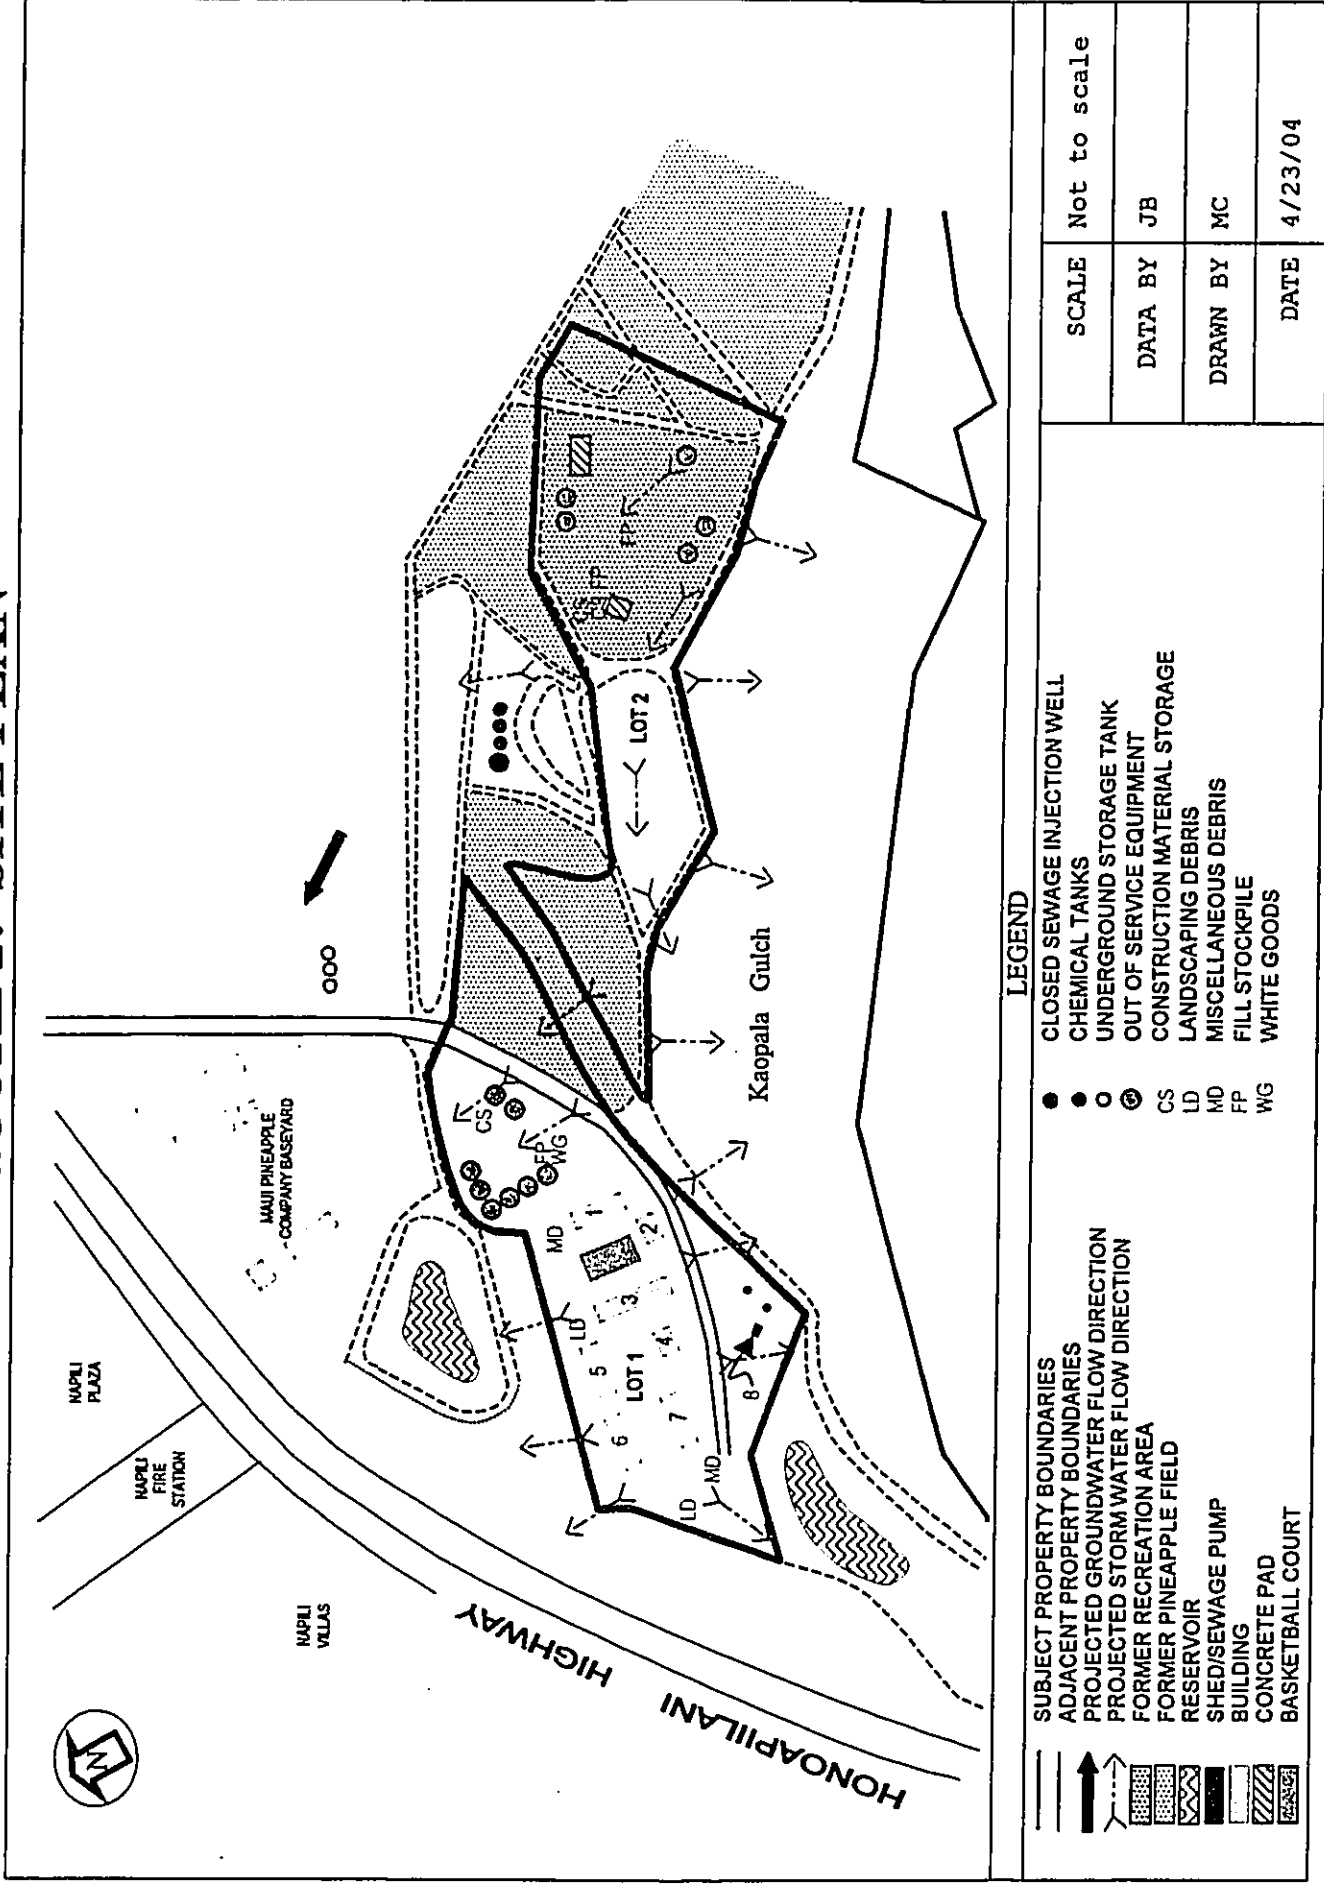 N
NAPILI
PLAZA
NAPILI
FIRE
STATION
NAPILI
VILLAS
MAUI PINEAPPLE
COMPANY BASEYARD
HONOAPIILANI HIGHWAY
CS
FP
WG
MD
1
2
3
LD
4
5
LOT 1
6
7
8
MD
LD
LOT 2
FP
FP
Kaopala Gulch
LEGEND
SUBJECT PROPERTY BOUNDARIES
ADJACENT PROPERTY BOUNDARIES
PROJECTED GROUNDWATER FLOW DIRECTION
PROJECTED STORM WATER FLOW DIRECTION
FORMER RECREATION AREA
FORMER PINEAPPLE FIELD
RESERVOIR
SHED/SEWAGE PUMP
BUILDING
CONCRETE PAD
BASKETBALL COURT
CLOSED SEWAGE INJECTION WELL
CHEMICAL TANKS
UNDERGROUND STORAGE TANK
OUT OF SERVICE EQUIPMENT
CS CONSTRUCTION MATERIAL STORAGE
LD LANDSCAPING DEBRIS
MD MISCELLANEOUS DEBRIS
FP FILL STOCKPILE
WG WHITE GOODS
SCALE Not to scale
DATA BY JB
DRAWN BY MC
DATE 4/23/04